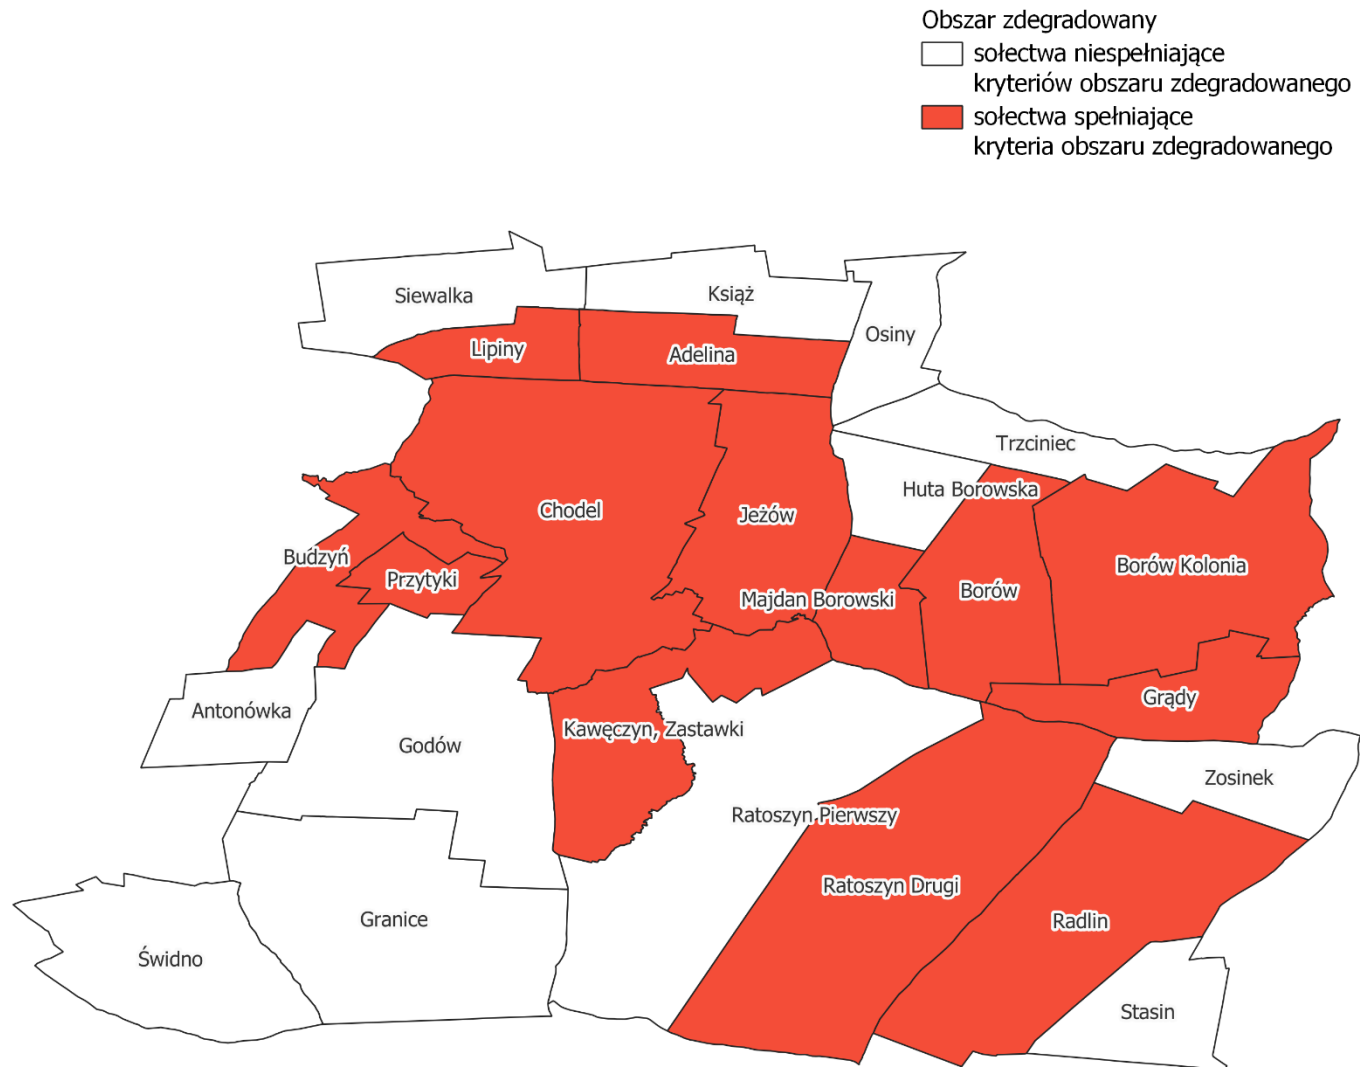 Obszar zdegradowany
sołectwa niespełniające
kryteriów obszaru zdegradowanego
sołectwa spełniające
kryteria obszaru zdegradowanego
Siewalka
Książ
Osiny
Lipiny
Adelina
Trzciniec
Huta Borowska
Chodel
Jeżów
Budzyń
Przytyki
Borów Kolonia
Majdan Borowski
Borów
Grądy
Antonówka
Godów
Kawęczyn, Zastawki
Zosinek
Ratoszyn Pierwszy
Ratoszyn Drugi
Granice
Radlin
Świdno
Stasin